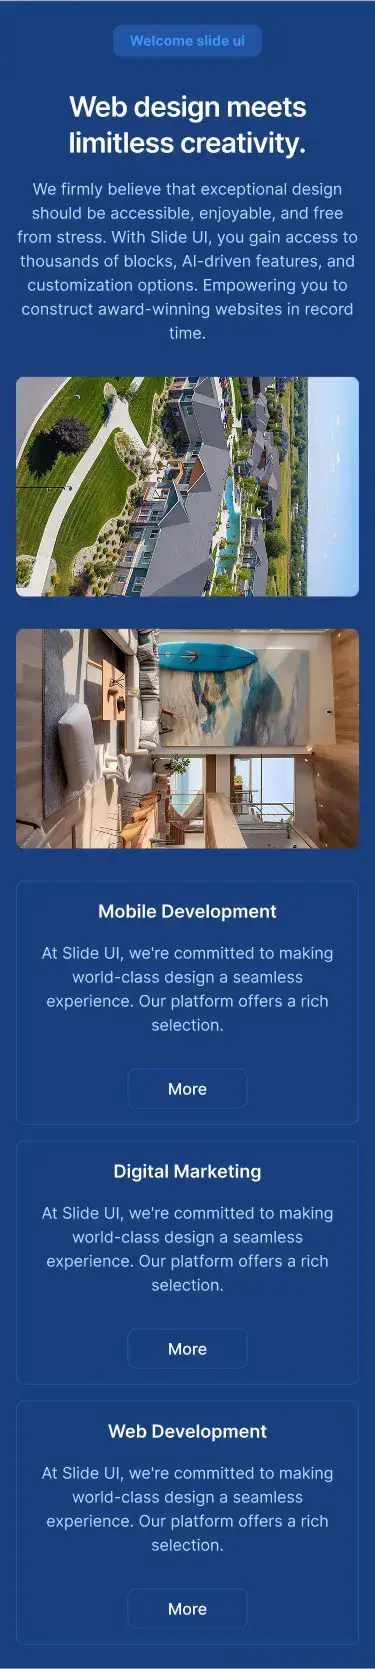 Welcome slide ui
Web design meets
limitless creativity.
We firmly believe that exceptional design
should be accessible, enjoyable, and free
from stress. With Slide UI, you gain access to
thousands of blocks, AI-driven features, and
customization options. Empowering you to
construct award-winning websites in record
time.
Mobile Development
At Slide UI, we're committed to making
world-class design a seamless
experience. Our platform offers a rich
selection.
More
Digital Marketing
At Slide UI, we're committed to making
world-class design a seamless
experience. Our platform offers a rich
selection.
More
Web Development
At Slide UI, we're committed to making
world-class design a seamless
experience. Our platform offers a rich
selection.
More